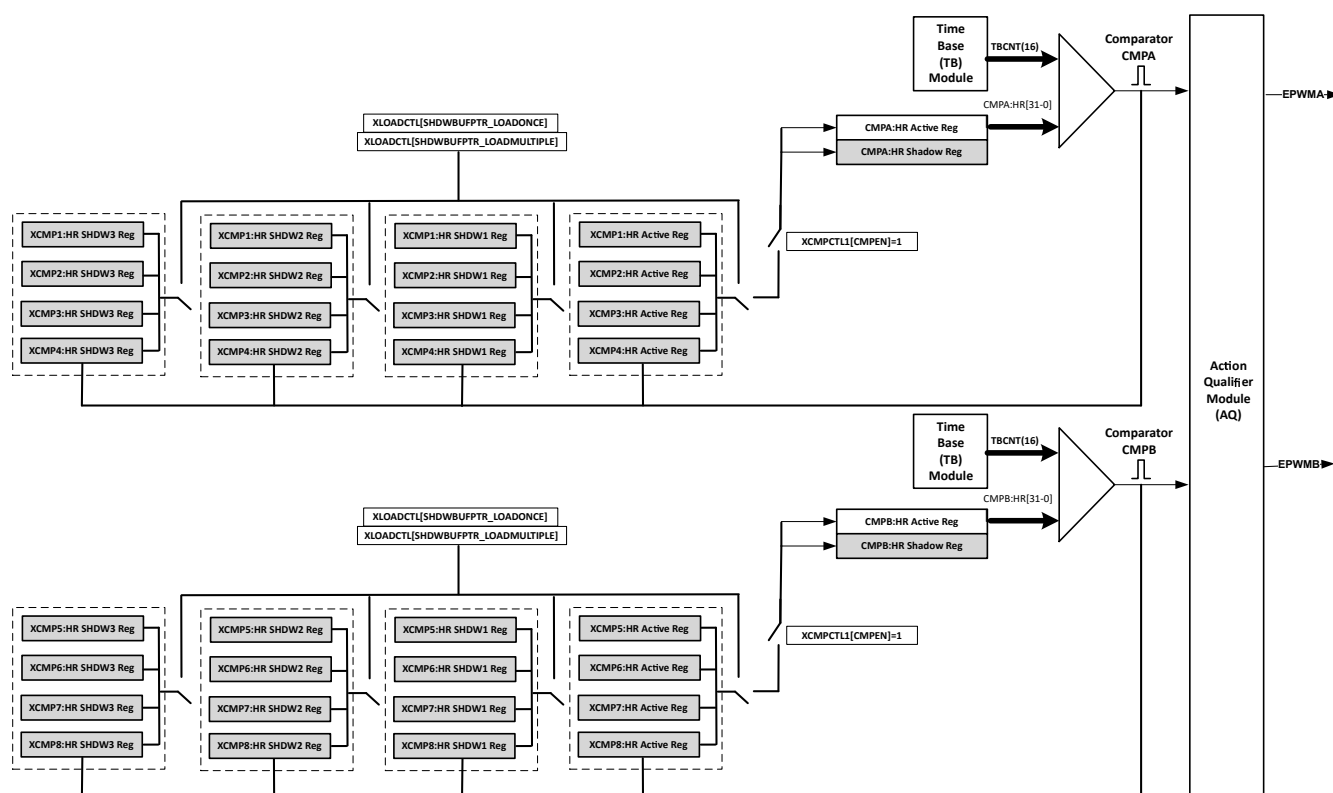 Time
Base
(TB)
Module
TBCNT(16)
Comparator
CMPA
CMPA:HR[31-0]
CMPA:HR Active Reg
CMPA:HR Shadow Reg
EPWMA
XLOADCTL[SHDWBUFPTR_LOADONCE]
XLOADCTL[SHDWBUFPTR_LOADMULTIPLE]
XCMP1:HR SHDW3 Reg
XCMP2:HR SHDW3 Reg
XCMP3:HR SHDW3 Reg
XCMP4:HR SHDW3 Reg
XCMP1:HR SHDW2 Reg
XCMP2:HR SHDW2 Reg
XCMP3:HR SHDW2 Reg
XCMP4:HR SHDW2 Reg
XCMP1:HR SHDW1 Reg
XCMP2:HR SHDW1 Reg
XCMP3:HR SHDW1 Reg
XCMP4:HR SHDW1 Reg
XCMP1:HR Active Reg
XCMP2:HR Active Reg
XCMP3:HR Active Reg
XCMP4:HR Active Reg
XCMPCTL1[CMPEN]=1
Action
Qualifier
Module
(AQ)
Time
Base
(TB)
Module
TBCNT(16)
Comparator
CMPB
CMPB:HR[31-0]
CMPB:HR Active Reg
CMPB:HR Shadow Reg
EPWMB
XLOADCTL[SHDWBUFPTR_LOADONCE]
XLOADCTL[SHDWBUFPTR_LOADMULTIPLE]
XCMP5:HR SHDW3 Reg
XCMP6:HR SHDW3 Reg
XCMP7:HR SHDW3 Reg
XCMP8:HR SHDW3 Reg
XCMP5:HR SHDW2 Reg
XCMP6:HR SHDW2 Reg
XCMP7:HR SHDW2 Reg
XCMP8:HR SHDW2 Reg
XCMP5:HR SHDW1 Reg
XCMP6:HR SHDW1 Reg
XCMP7:HR SHDW1 Reg
XCMP8:HR SHDW1 Reg
XCMP5:HR Active Reg
XCMP6:HR Active Reg
XCMP7:HR Active Reg
XCMP8:HR Active Reg
XCMPCTL1[CMPEN]=1